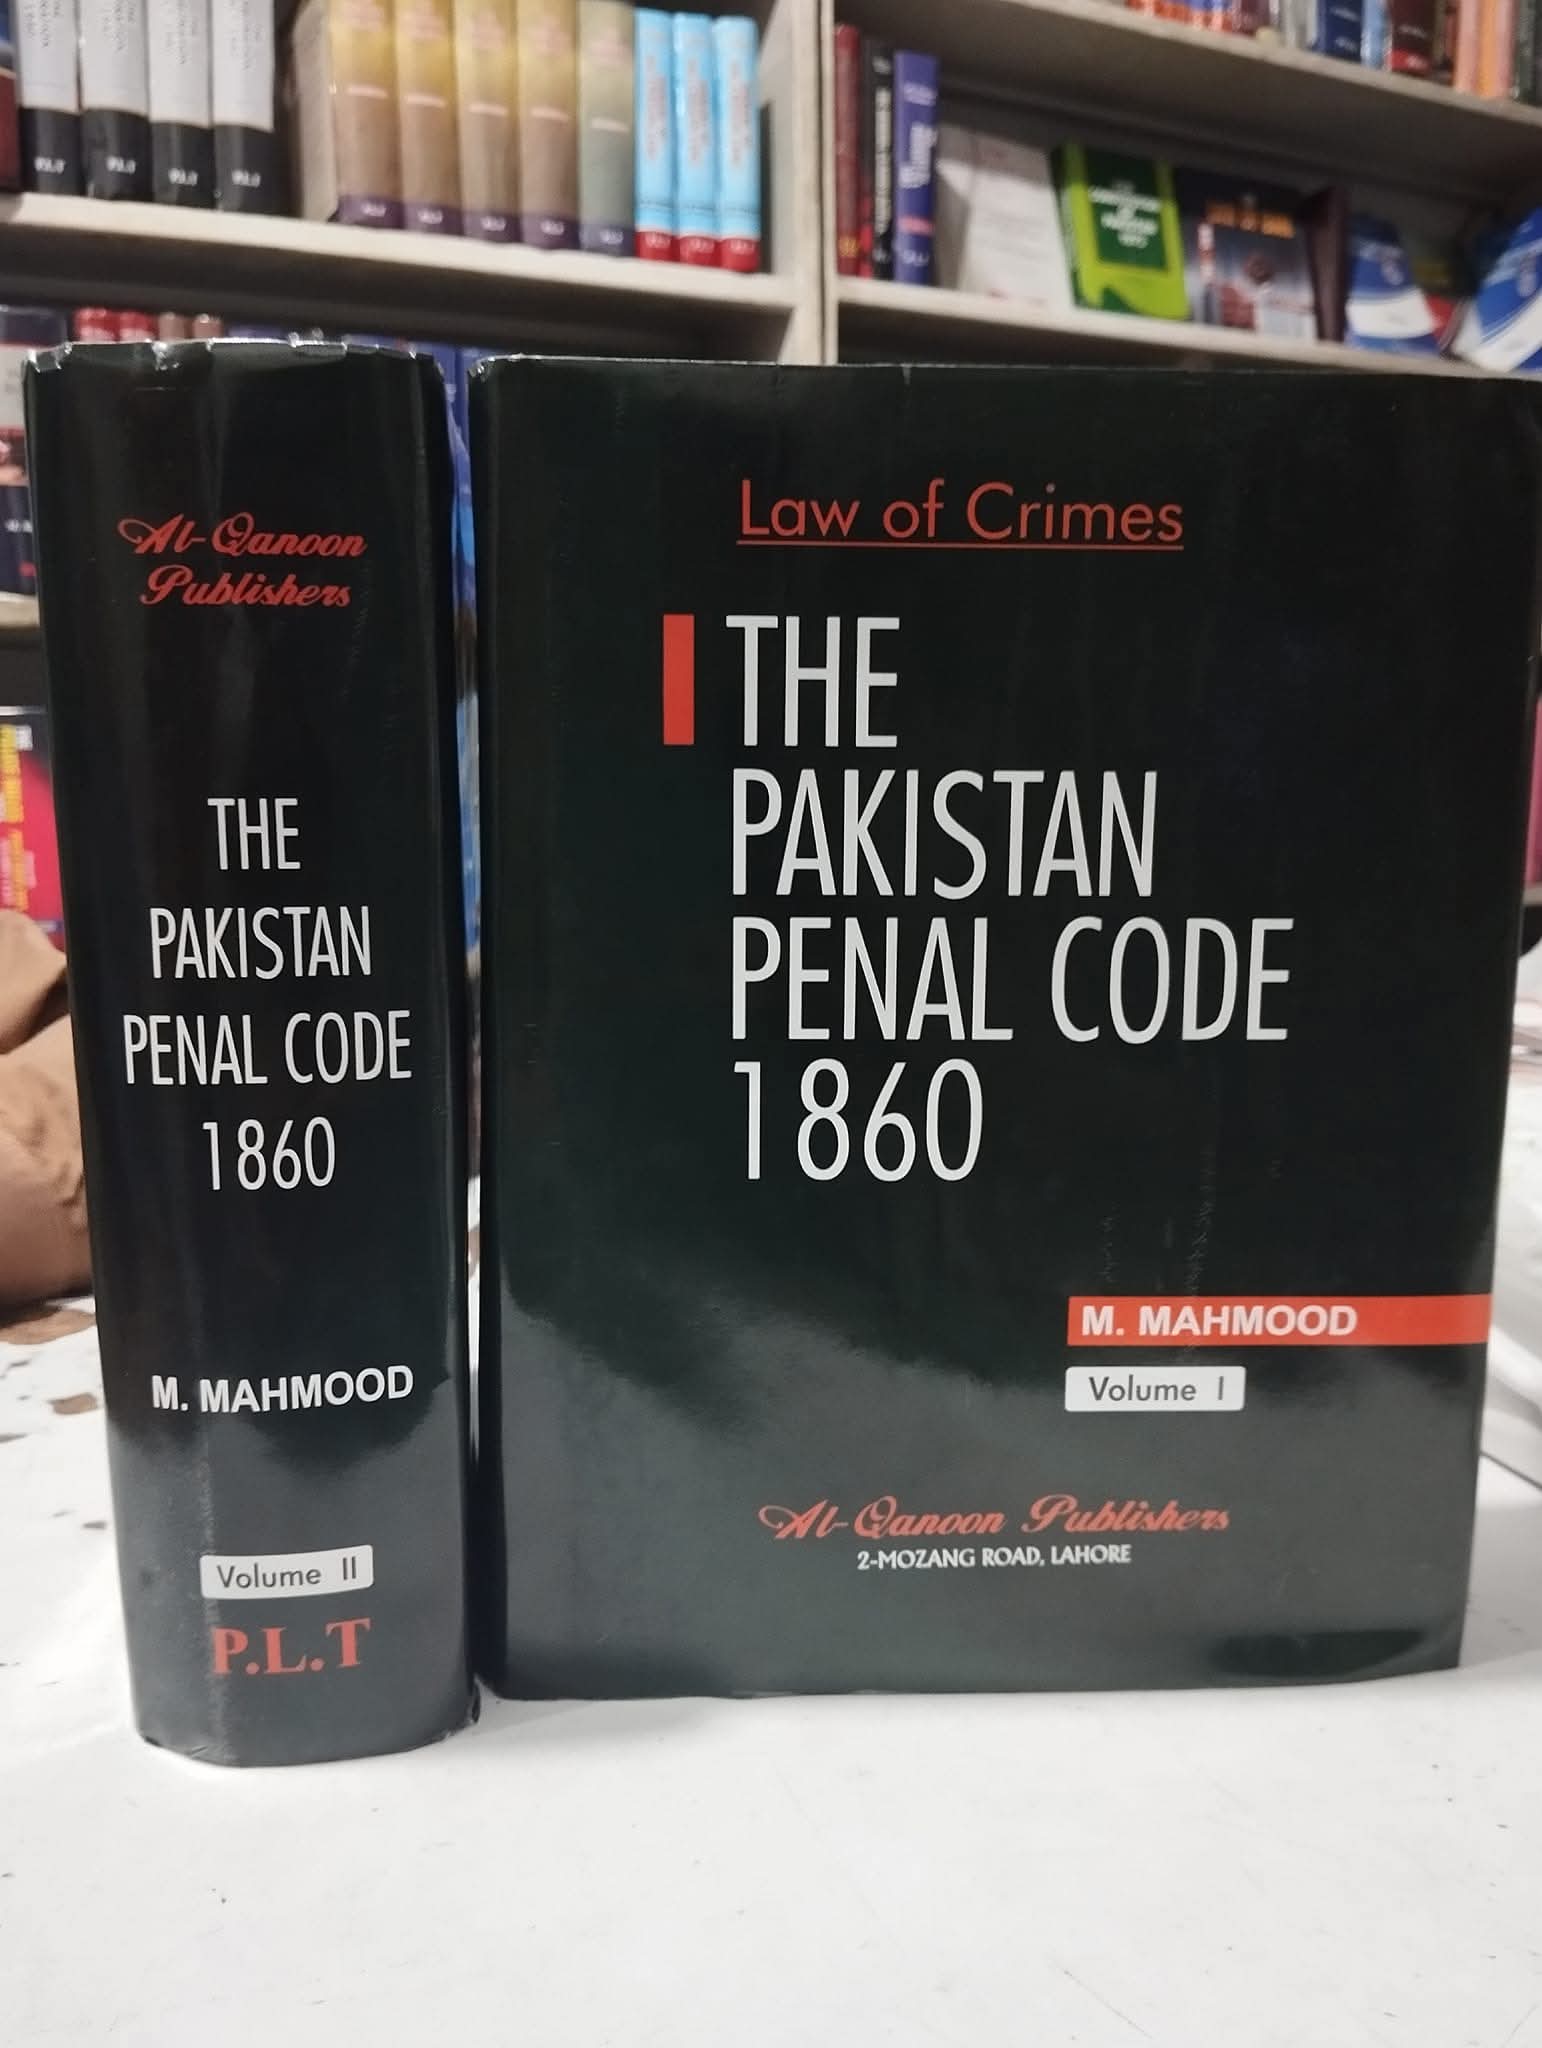 Al-Qanoon
Publishers
THE
PAKISTAN
PENAL CODE
1860
M. MAHMOOD
Volume II
P.L.T
Law of Crimes
THE
PAKISTAN
PENAL CODE
1860
M. MAHMOOD
Volume I
Al-Qanoon Publishers
2-MOZANG ROAD, LAHORE
P.L.T
P.L.T
P.L.T
P.L.T